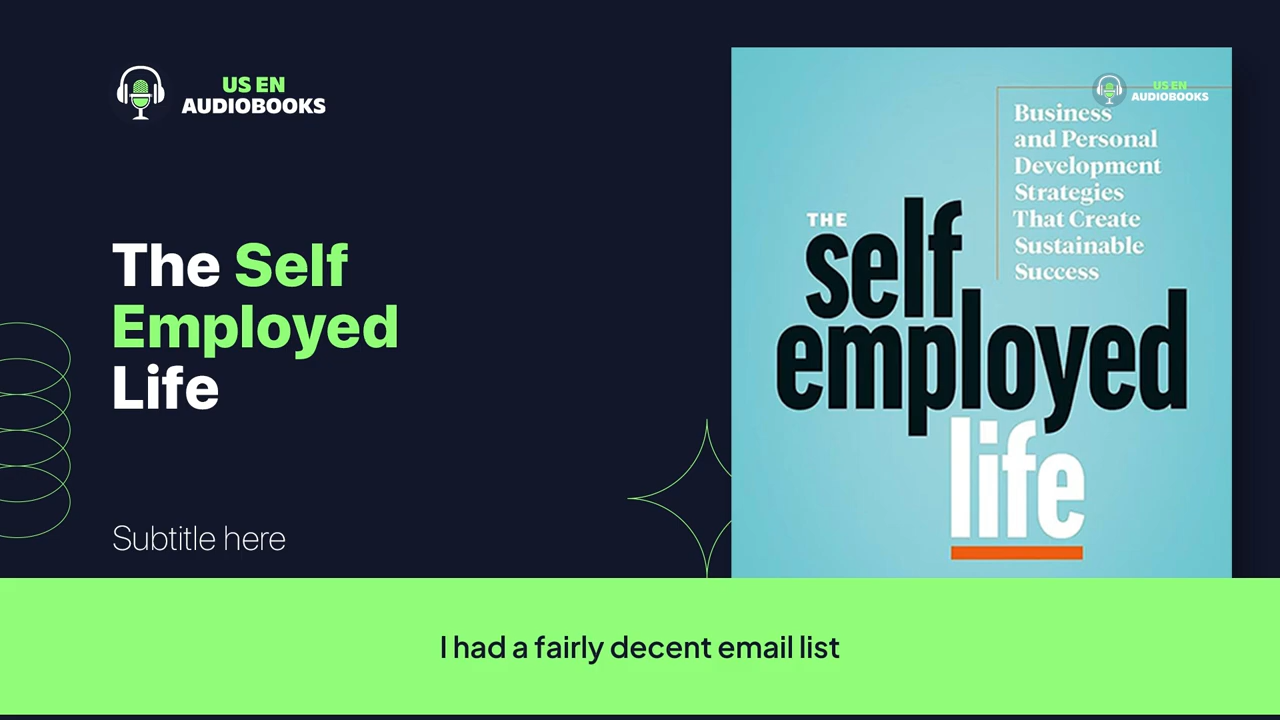 US EN
AUDIOBOOKS
The Self
Employed
Life
Subtitle here
US EN
AUDIOBOOKS
Business
and Personal
Development
Strategies
That Create
Sustainable
Success
THE
self
employed
life
I had a fairly decent email list